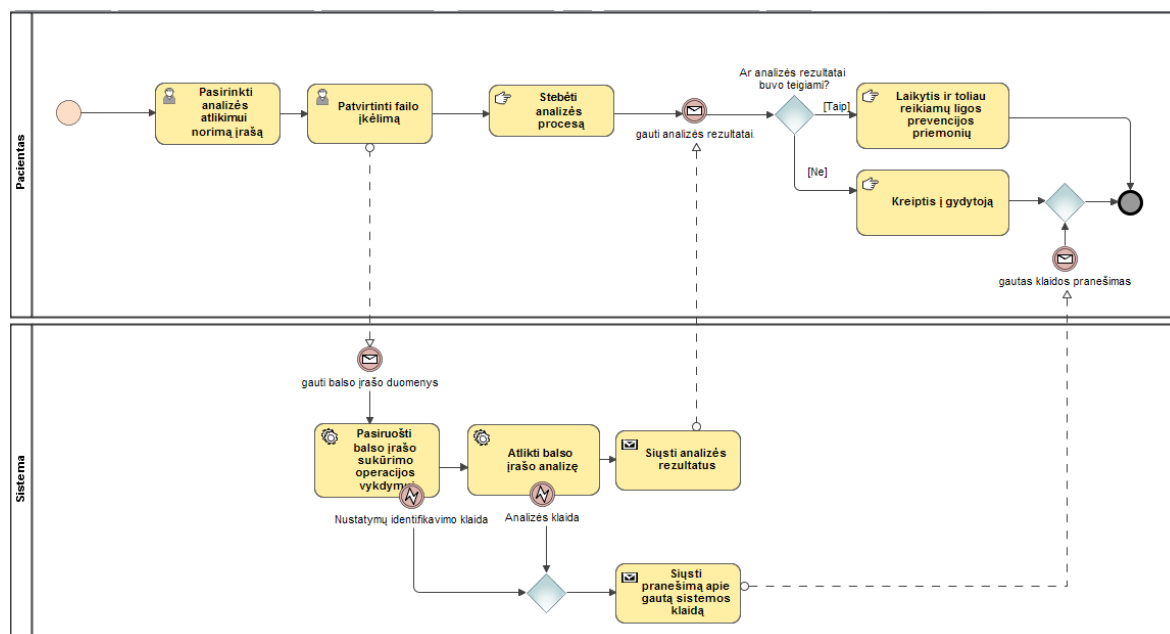 Pacientas
Pasirinkti
analizės
atlikimui
norimą įrašą
Patvirtinti failo
įkėlimą
Stebėti
analizės
procesą
gauti analizės rezultatai.
Ar analizės rezultatai
buvo teigiami?
[Taip]
Laikytis ir toliau
reikiamų ligos
prevencijos
priemonių
[Ne]
Kreiptis į gydytoją
gautas klaidos pranešimas
Sistema
gauti balso įrašo duomenys
Pasiruošti
balso įrašo
sukūrimo
operacijos
Nustatymų identifikavimo klaida
Atlikti balso
įrašo analizę
Analizės klaida
Siųsti analizės
rezultatus
Siųsti
pranešimą apie
gautą sistemos
klaidą